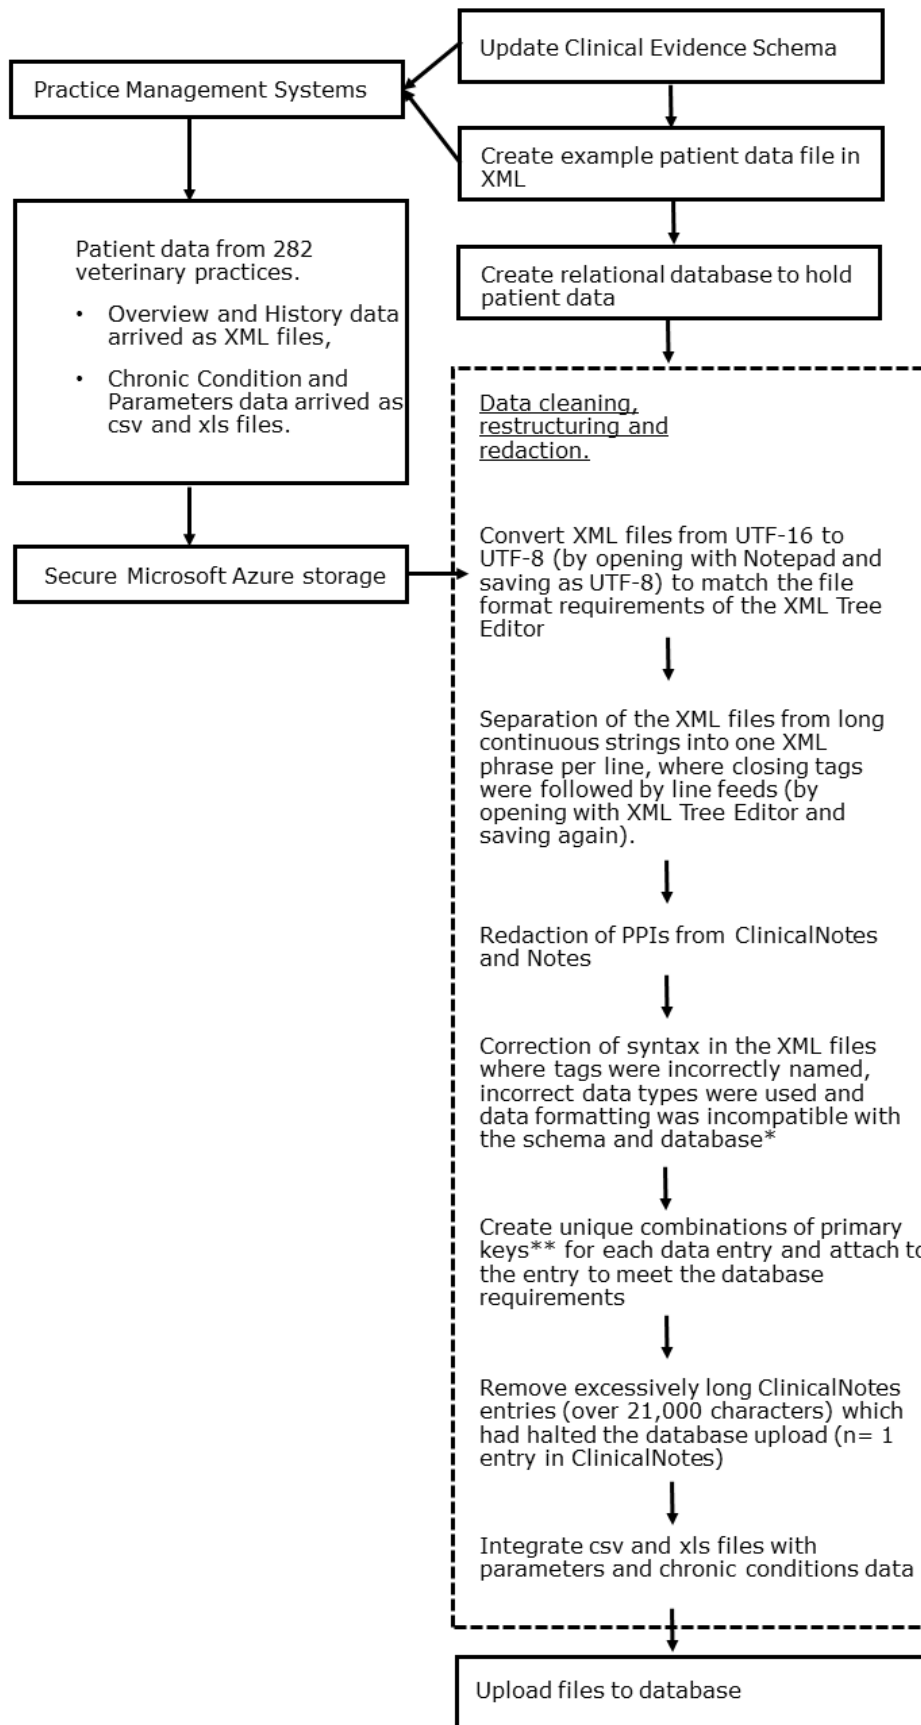 Update Clinical Evidence Schema
Practice Management Systems
Create example patient data file in
XML
Patient data from 282
veterinary practices.
• Overview and History data
arrived as XML files,
• Chronic Condition and
Parameters data arrived as
csv and xls files.
Create relational database to hold
patient data
Secure Microsoft Azure storage
Data cleaning,
restructuring and
redaction.
Convert XML files from UTF-16 to
UTF-8 (by opening with Notepad and
saving as UTF-8) to match the file
format requirements of the XML Tree
Editor
Separation of the XML files from long
continuous strings into one XML
phrase per line, where closing tags
were followed by line feeds (by
opening with XML Tree Editor and
saving again).
Redaction of PPIs from ClinicalNotes
and Notes
Correction of syntax in the XML files
where tags were incorrectly named,
incorrect data types were used and
data formatting was incompatible with
the schema and database*
Create unique combinations of primary
keys** for each data entry and attach to
the entry to meet the database
requirements
Remove excessively long ClinicalNotes
entries (over 21,000 characters) which
had halted the database upload (n= 1
entry in ClinicalNotes)
Integrate csv and xls files with
parameters and chronic conditions data
Upload files to database